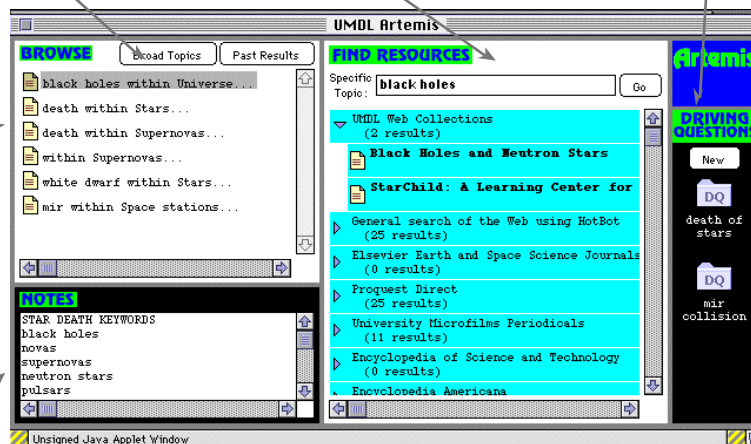 UMDL Artemis
BROWSE
Broad Topics
Past Results
black holes within Universe...
death within Stars...
death within Supernovas...
within Supernovas...
white dwarf within Stars...
mir within Space stations...
NOTES
STAR DEATH KEYWORDS
black holes
novas
supernovas
neutron stars
pulsars
FIND RESOURCES
Specific
Topic:
black holes
Go
UMDL Web Collections
(2 results)
Black Holes and Neutron Stars
StarChild: A Learning Center for
General search of the Web using HotBot
(25 results)
Elsevier Earth and Space Science Journals
(0 results)
Proquest Direct
(25 results)
University Microfilms Periodicals
(11 results)
Encyclopedia of Science and Technology
(0 results)
Encyclopedia Americana
Artemis
DRIVING
QUESTIONS
New
DQ
death of
stars
DQ
mir
collision
Unsigned Java Applet Window